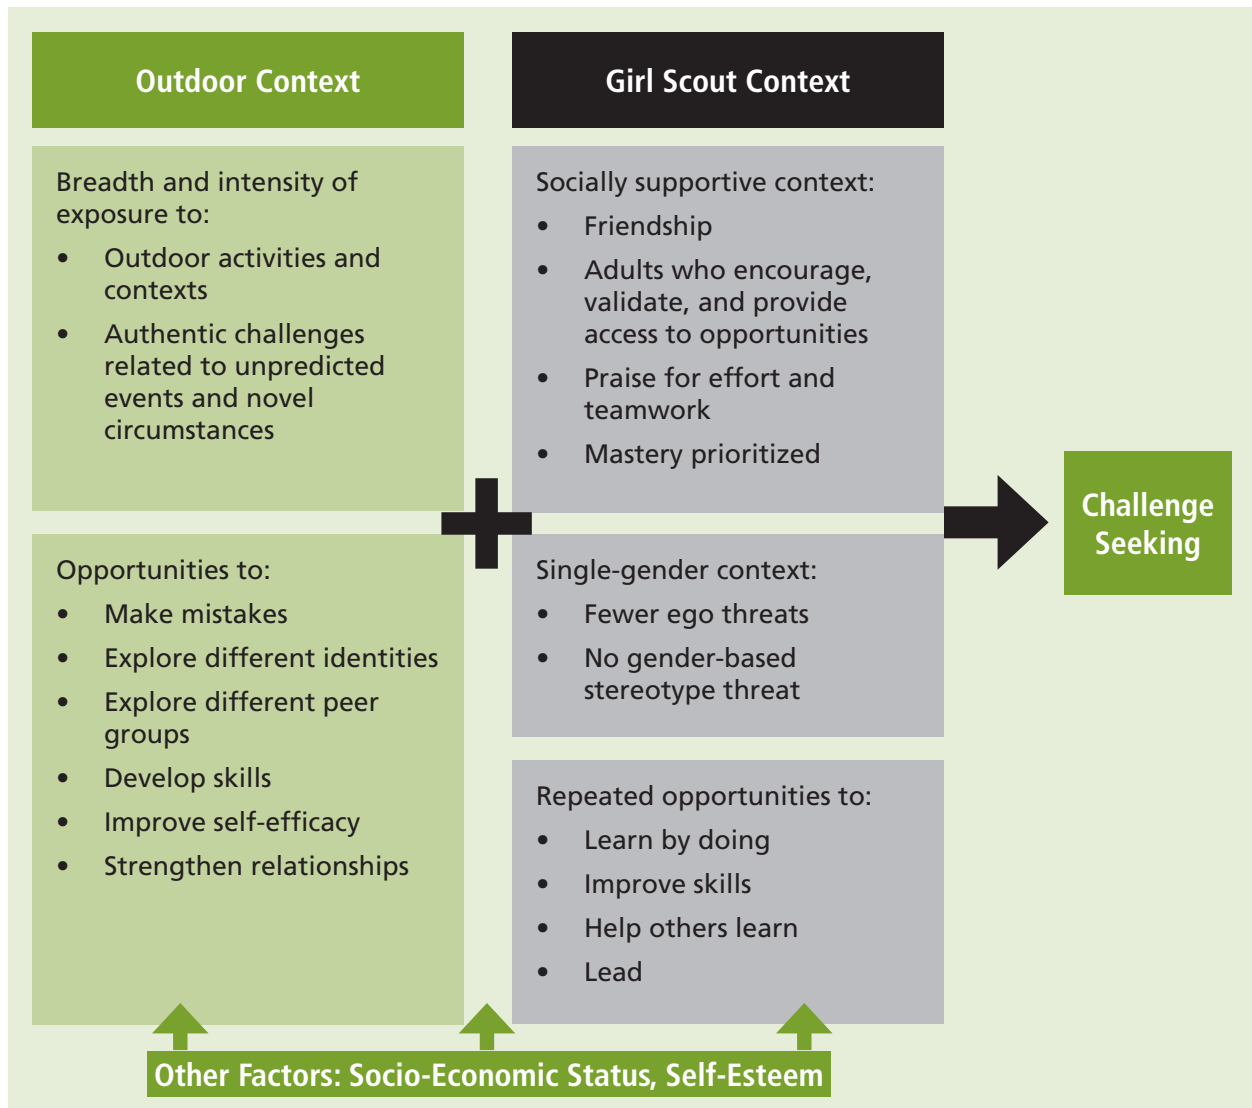 Outdoor Context
Breadth and intensity of
exposure to:
• Outdoor activities and
contexts
• Authentic challenges
related to unpredicted
events and novel
circumstances
Opportunities to:
• Make mistakes
• Explore different identities
• Explore different peer
groups
• Develop skills
• Improve self-efficacy
• Strengthen relationships
Girl Scout Context
Socially supportive context:
• Friendship
• Adults who encourage,
validate, and provide
access to opportunities
• Praise for effort and
teamwork
• Mastery prioritized
Single-gender context:
• Fewer ego threats
• No gender-based
stereotype threat
Repeated opportunities to:
• Learn by doing
• Improve skills
• Help others learn
• Lead
Challenge
Seeking
Other Factors: Socio-Economic Status, Self-Esteem